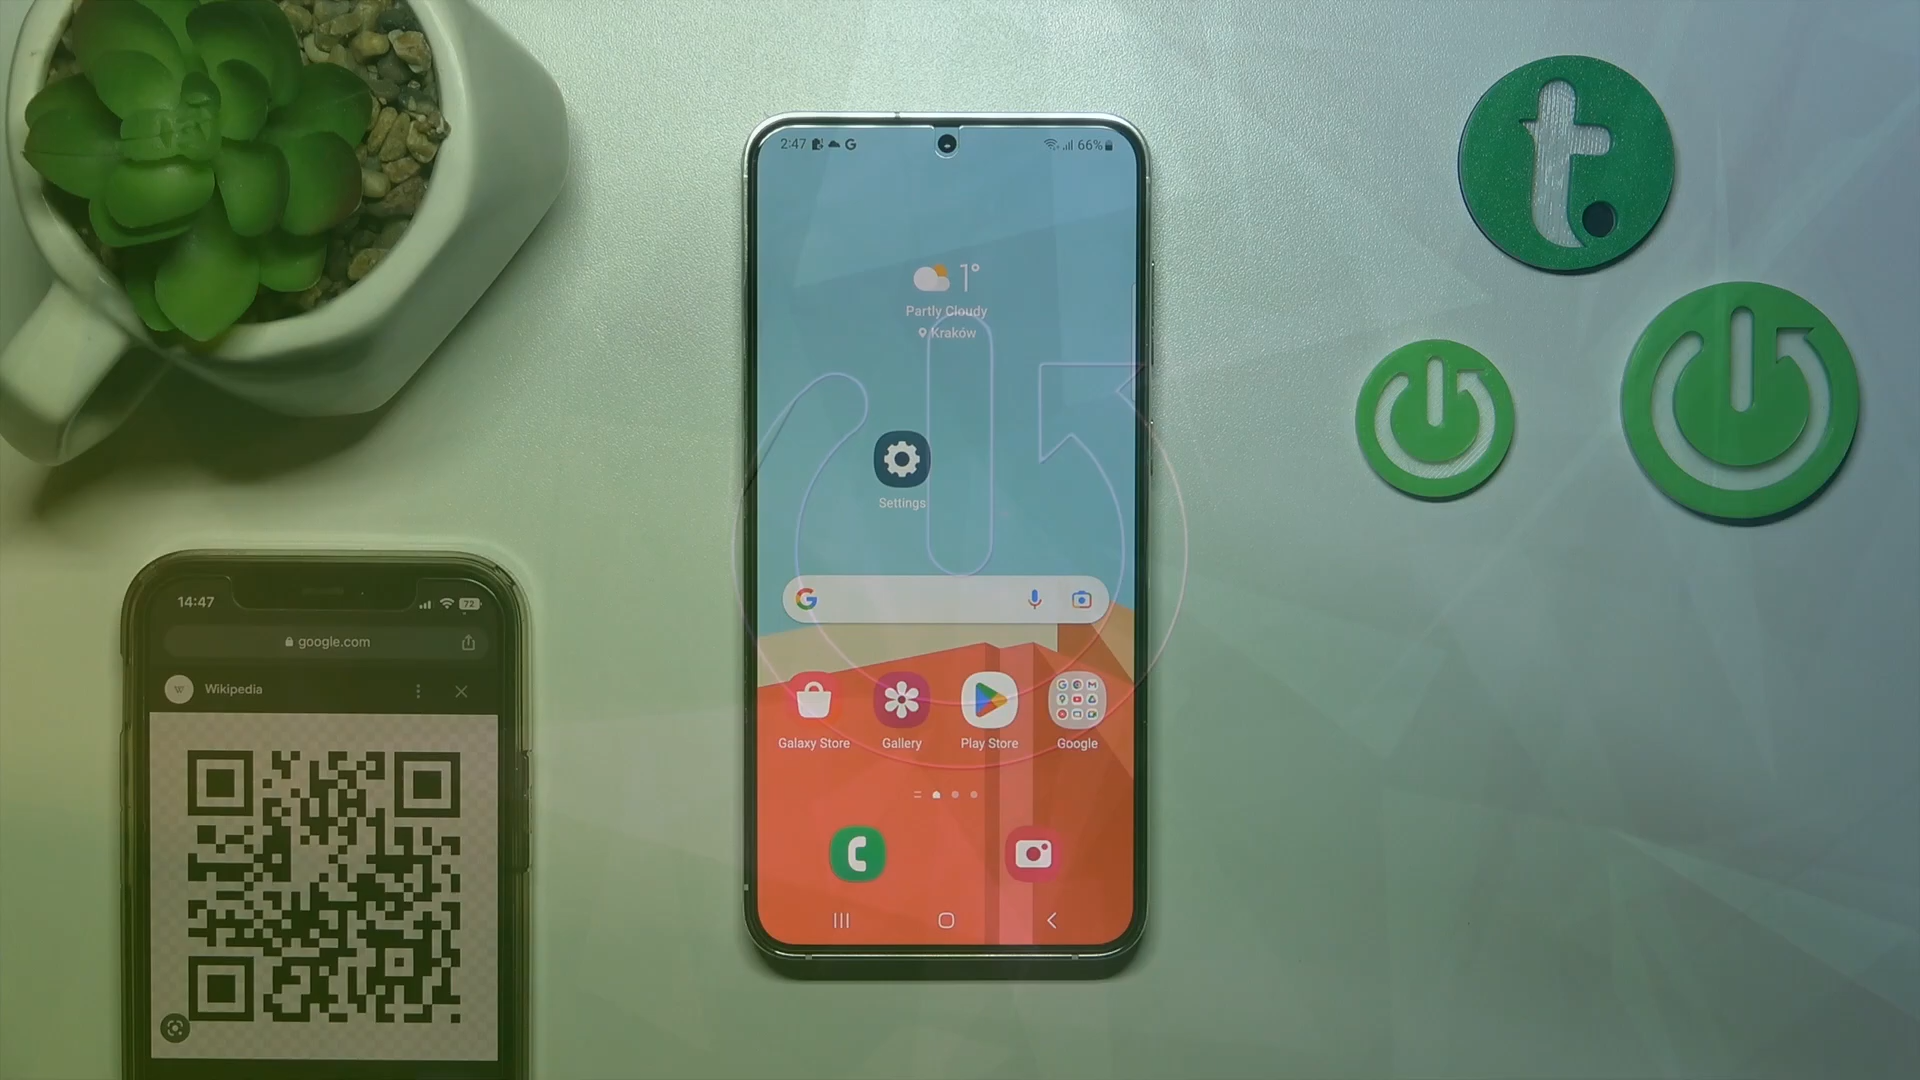 2:47 G
66%
1°
Partly Cloudy
Kraków
Settings
G
Galaxy Store
Gallery
Play Store
Google
t.
14:47
72
google.com
W
Wikipedia